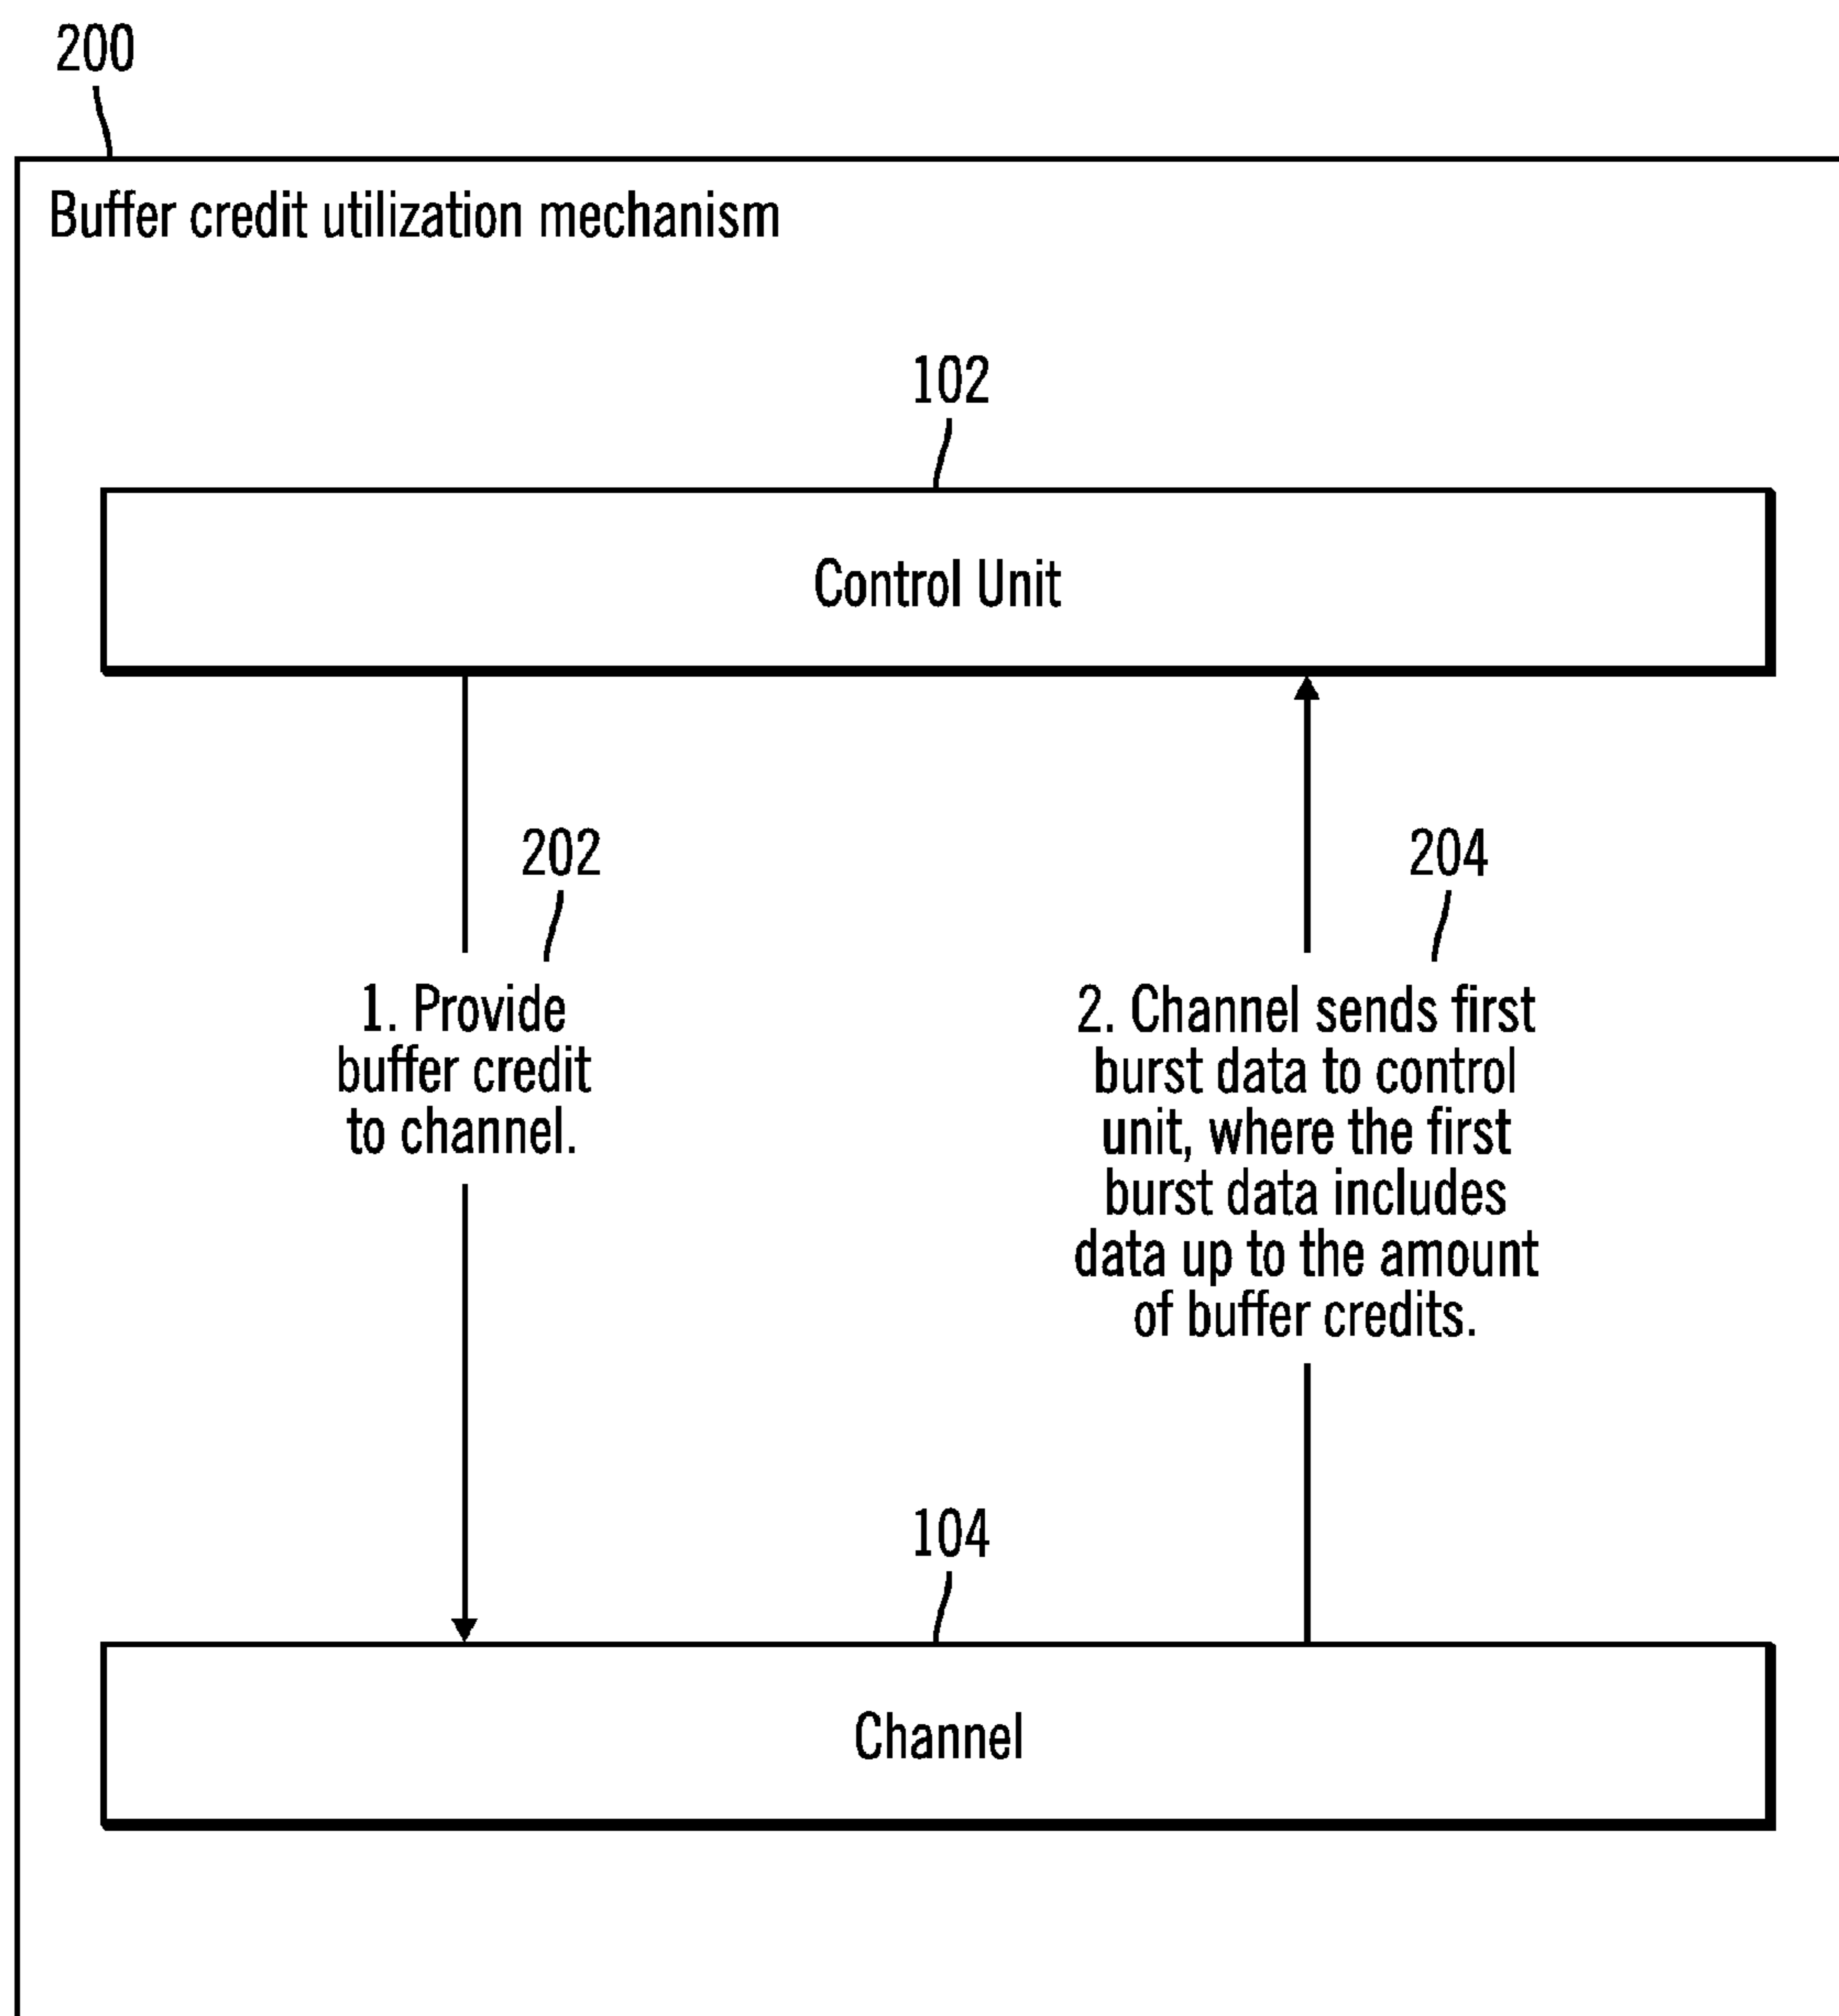 200
Buffer credit utilization mechanism
102
Control Unit
202
1. Provide
buffer credit
to channel.
204
2. Channel sends first
burst data to control
unit, where the first
burst data includes
data up to the amount
of buffer credits.
104
Channel